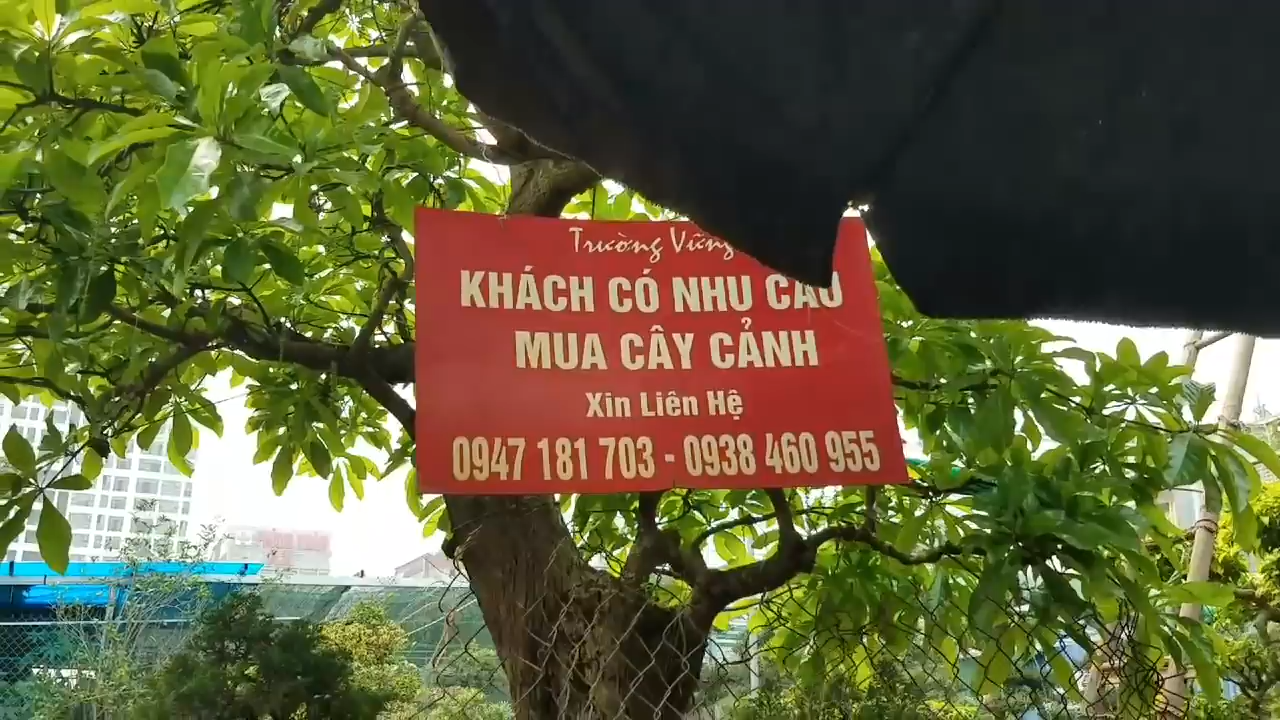 Trường Vững
KHÁCH CÓ NHU CẦU
MUA CÂY CẢNH
Xin Liên Hệ
0947 181 703 - 0938 460 955